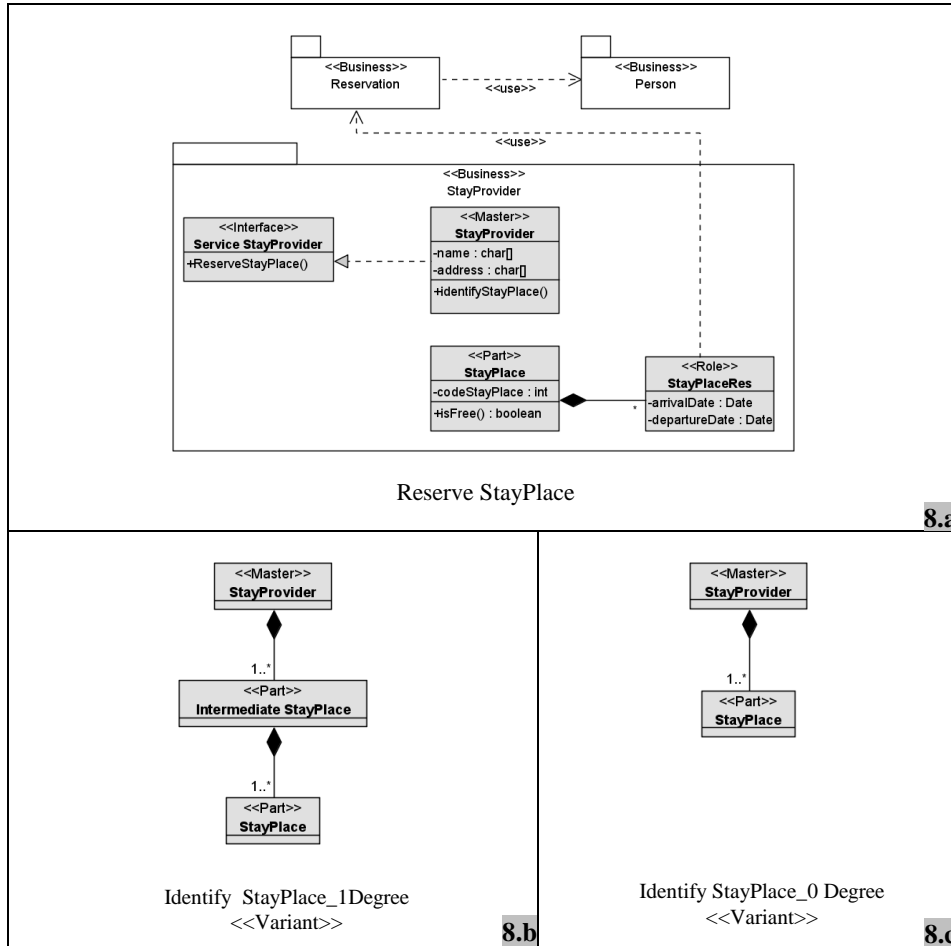 <<Business>>
Reservation
<<use>>
<<Business>>
Person
<<use>>
<<Business>>
StayProvider
<<Interface>>
Service StayProvider
+ReserveStayPlace()
<<Master>>
StayProvider
-name : char[]
-address : char[]
+identifyStayPlace()
<<Part>>
StayPlace
-codeStayPlace : int
+isFree() : boolean
*
<<Role>>
StayPlaceRes
-arrivalDate : Date
-departureDate : Date
Reserve StayPlace
8.a
<<Master>>
StayProvider
1..*
<<Part>>
Intermediate StayPlace
1..*
<<Part>>
StayPlace
Identify StayPlace_1Degree
<<Variant>>
8.b
<<Master>>
StayProvider
1..*
<<Part>>
StayPlace
Identify StayPlace_0 Degree
<<Variant>>
8.c